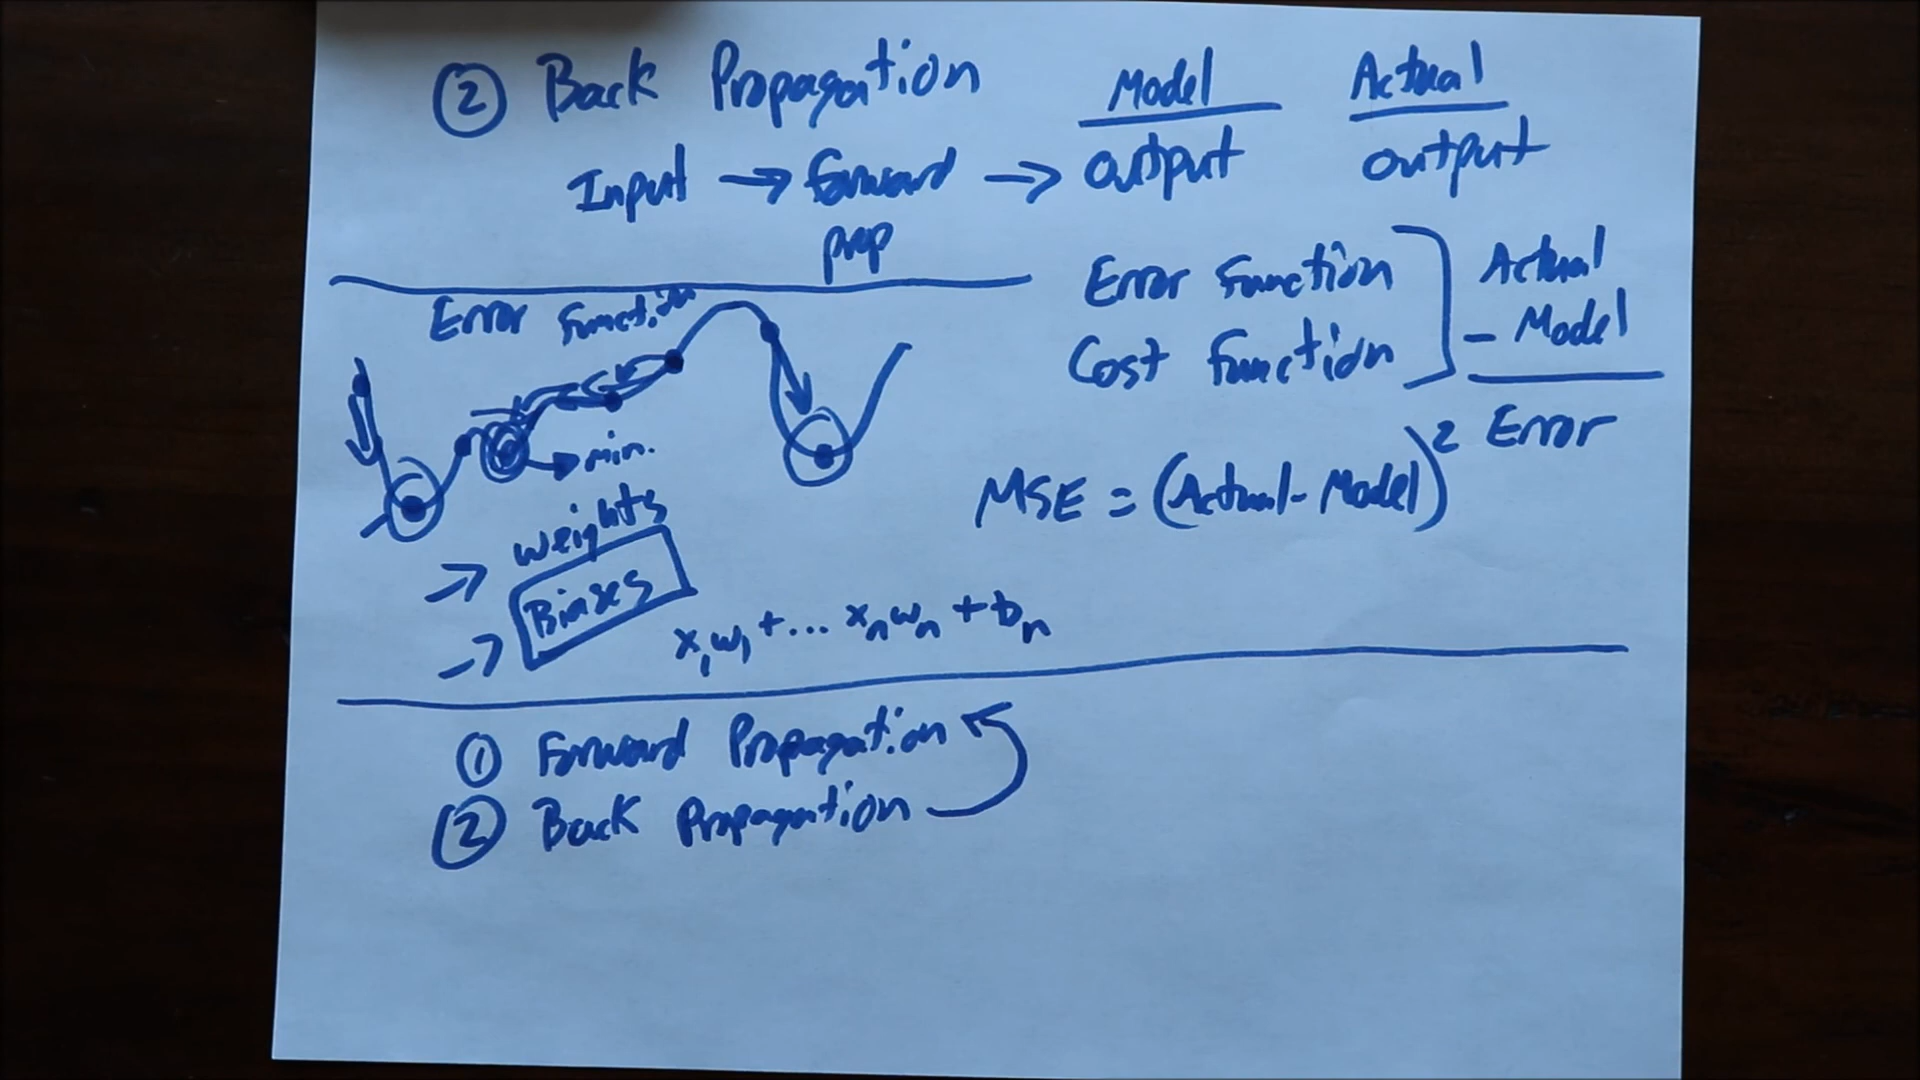 ② Back Propagation
Input → forward prop → output
Model
output
Actual
output
Error function
Cost function
Actual
- Model
Error
MSE = (Actual - Model)²
Error function
→ min.
→ weights
→ Biases
x₁w₁ + ... xₙwₙ + bₙ
① Forward Propagation
② Back Propagation